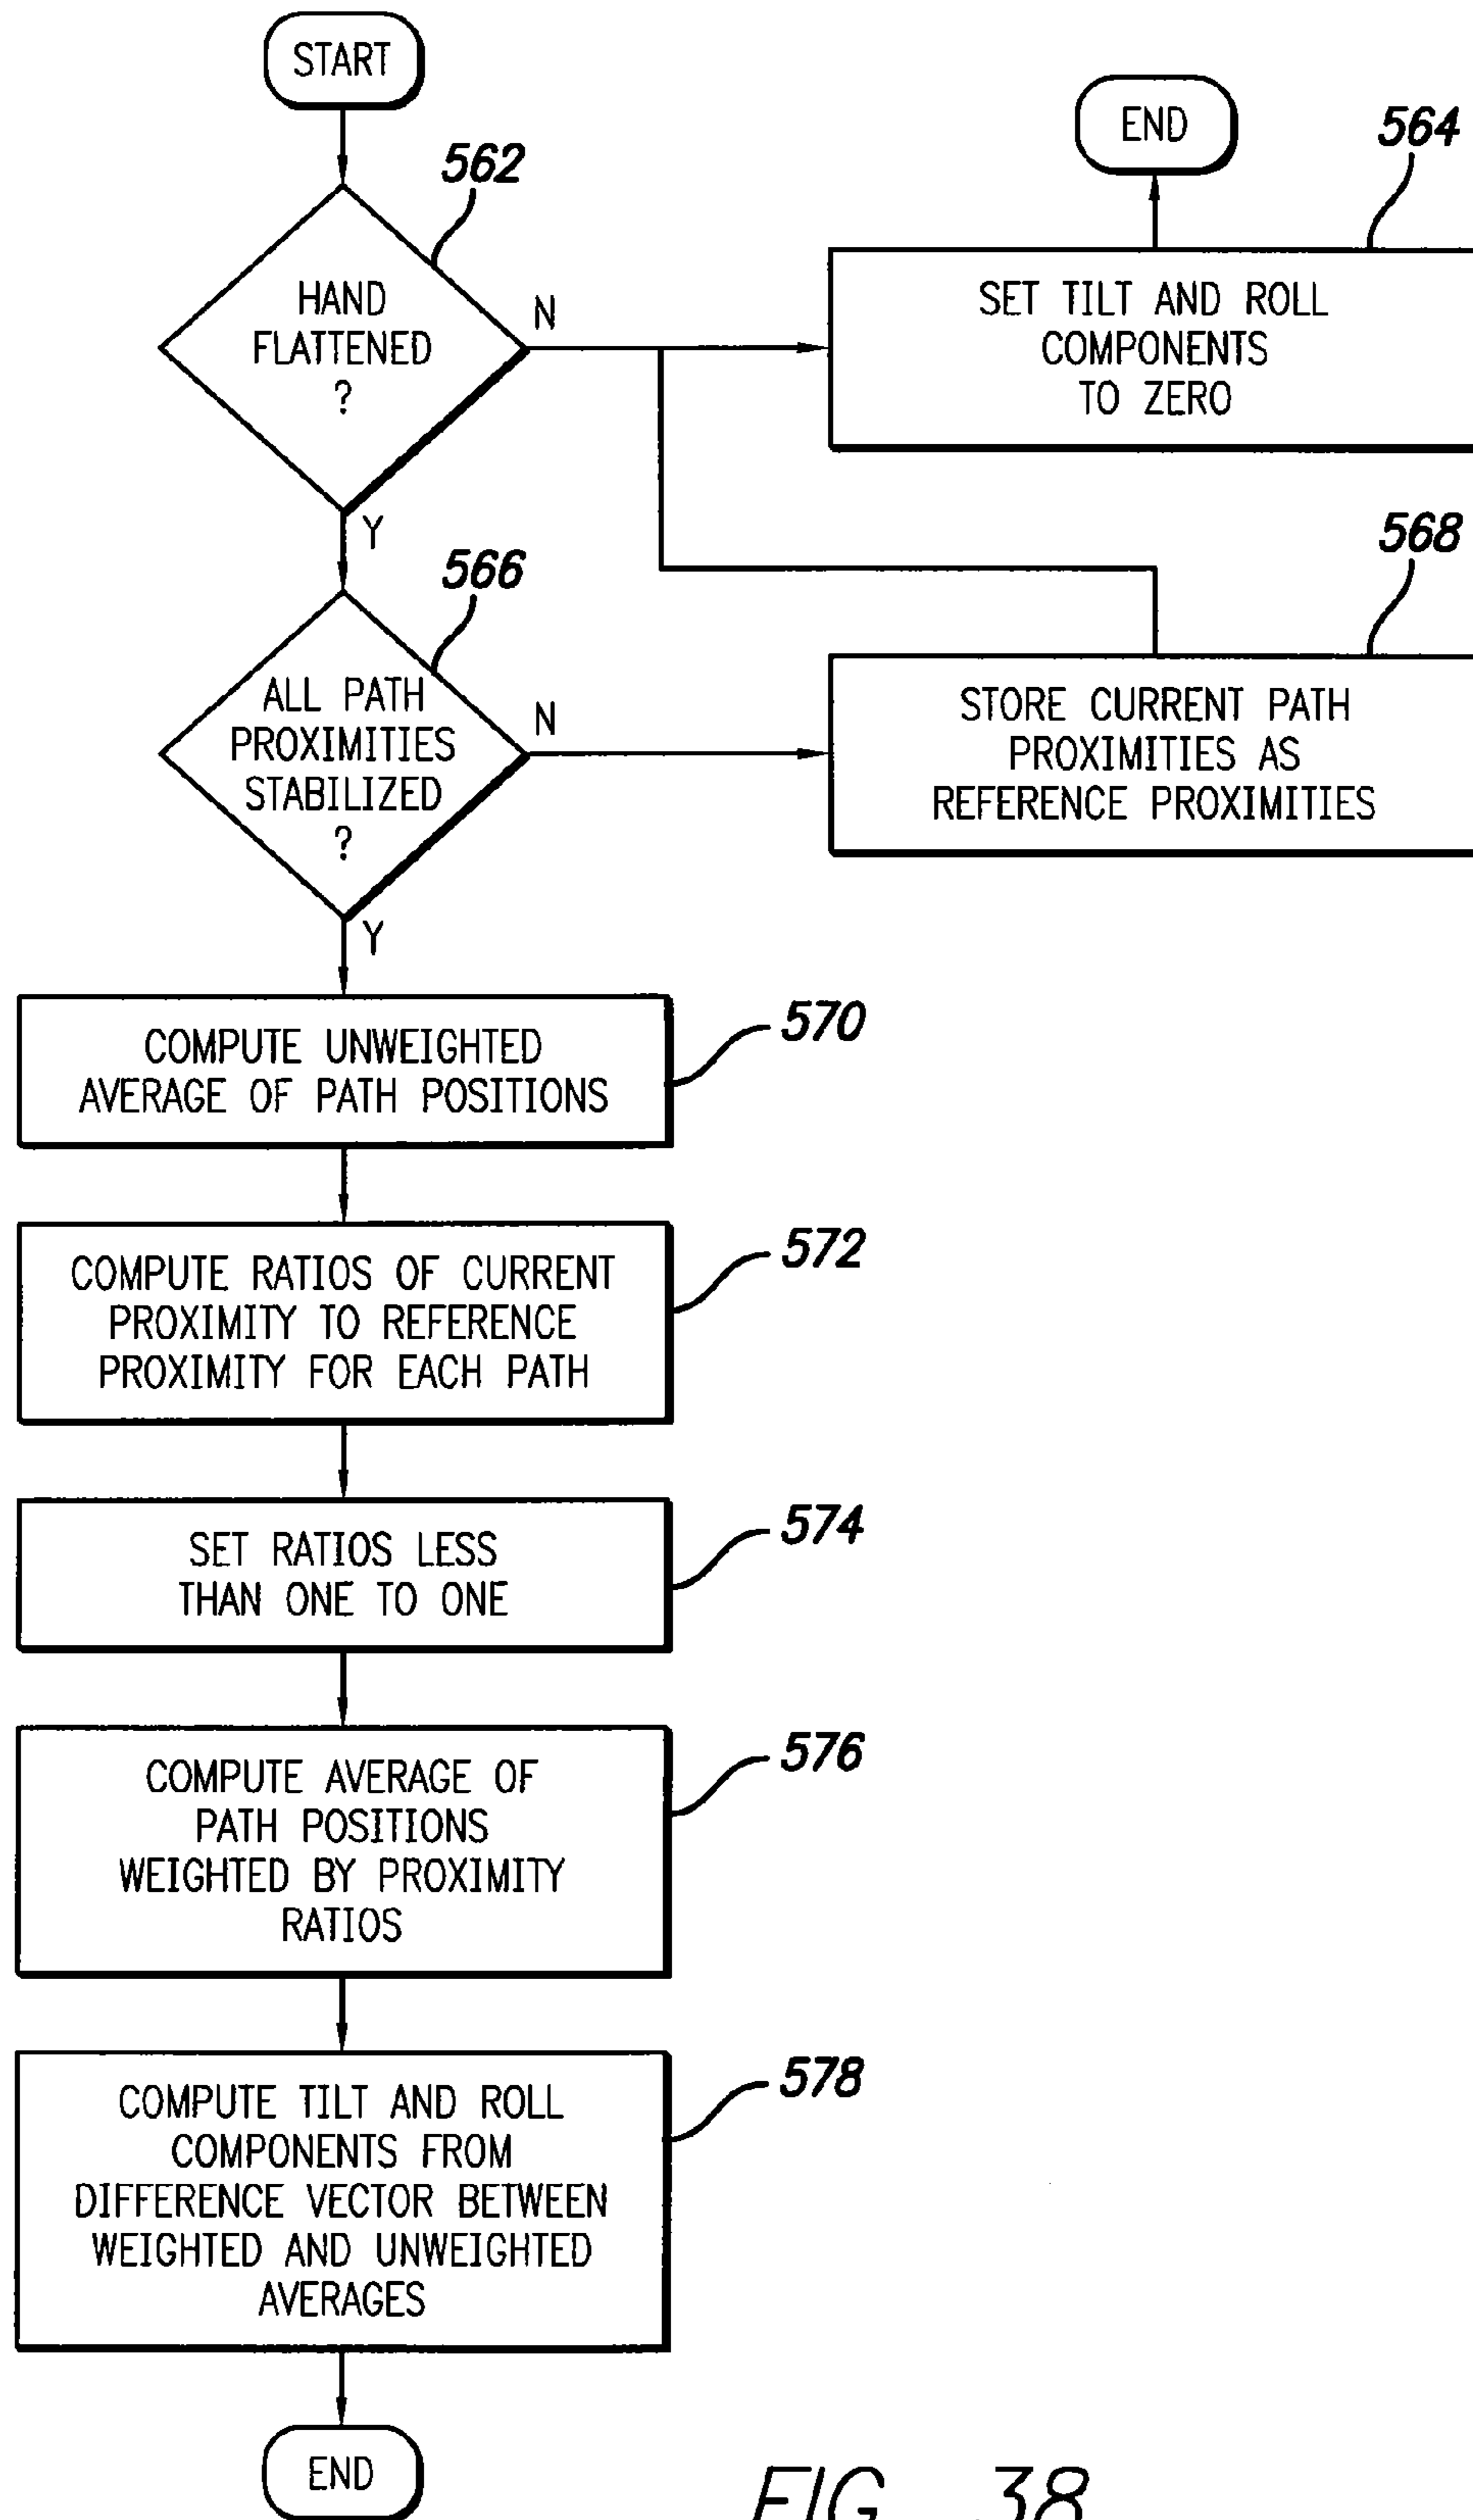 START
END
564
562
HAND
FLATTENED
?
N
SET TILT AND ROLL
COMPONENTS
TO ZERO
Y
566
568
ALL PATH
PROXIMITIES
STABILIZED
?
N
STORE CURRENT PATH
PROXIMITIES AS
REFERENCE PROXIMITIES
Y
COMPUTE UNWEIGHTED
AVERAGE OF PATH POSITIONS
570
COMPUTE RATIOS OF CURRENT
PROXIMITY TO REFERENCE
PROXIMITY FOR EACH PATH
572
SET RATIOS LESS
THAN ONE TO ONE
574
COMPUTE AVERAGE OF
PATH POSITIONS
WEIGHTED BY PROXIMITY
RATIOS
576
COMPUTE TILT AND ROLL
COMPONENTS FROM
DIFFERENCE VECTOR BETWEEN
WEIGHTED AND UNWEIGHTED
AVERAGES
578
END
FIG. 38